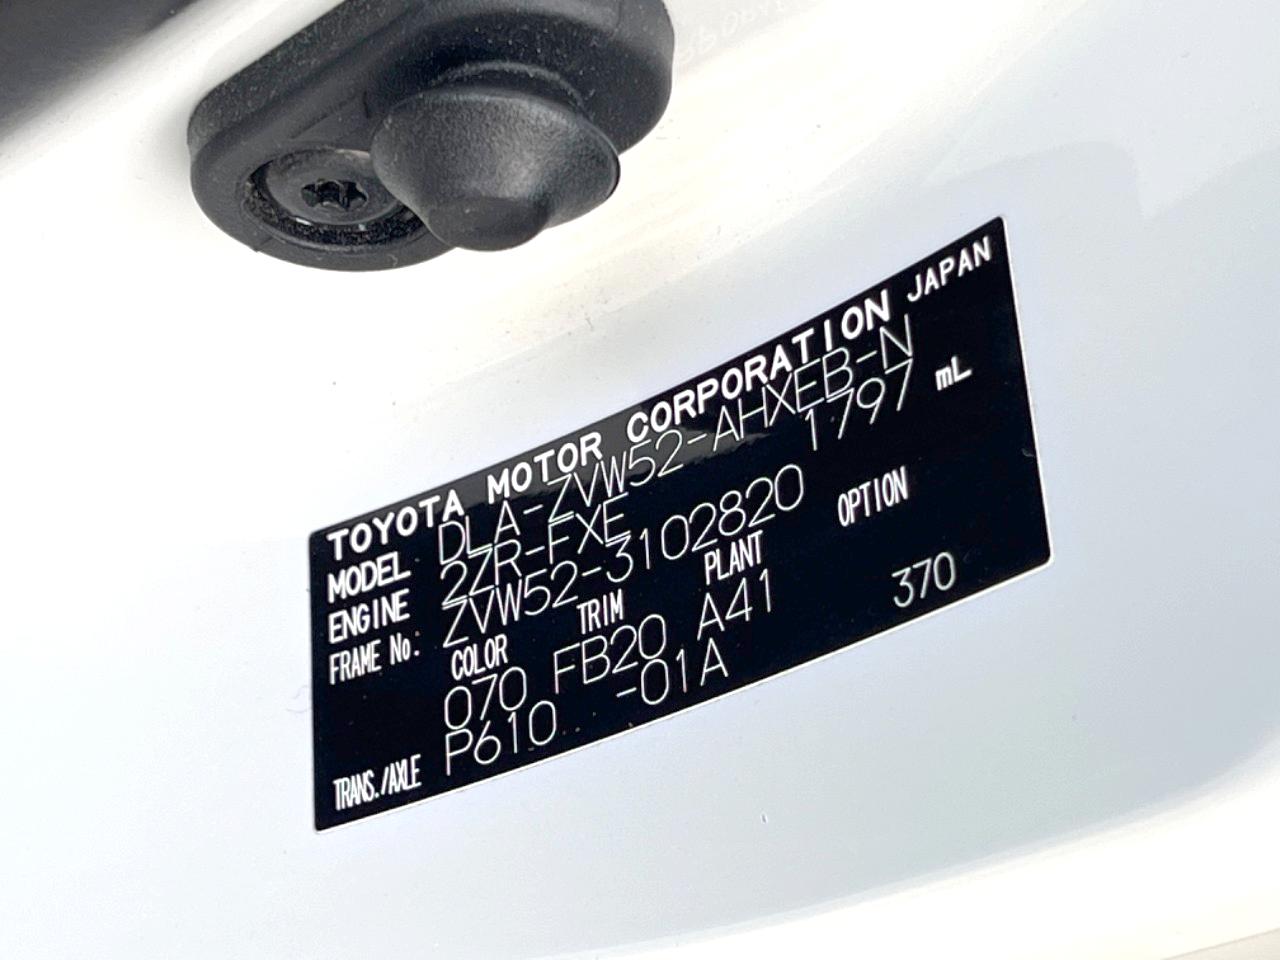 TOYOTA MOTOR CORPORATION JAPAN
MODEL DLA-ZVW52-AHXEB-N
ENGINE 2ZR-FXE 1797 mL
FRAME No. ZVW52-3102820
COLOR TRIM PLANT OPTION
070 FB20 A41 370
TRANS./AXLE P610 -01A